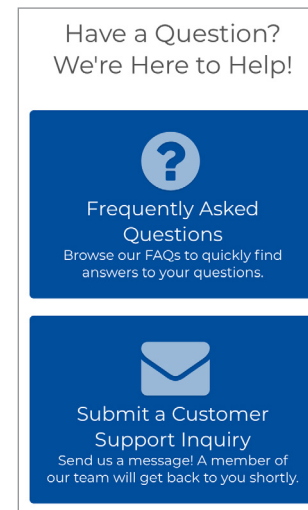 Have a Question?
We're Here to Help!
Frequently Asked
Questions
Browse our FAQs to quickly find
answers to your questions.
Submit a Customer
Support Inquiry
Send us a message! A member of
our team will get back to you shortly.